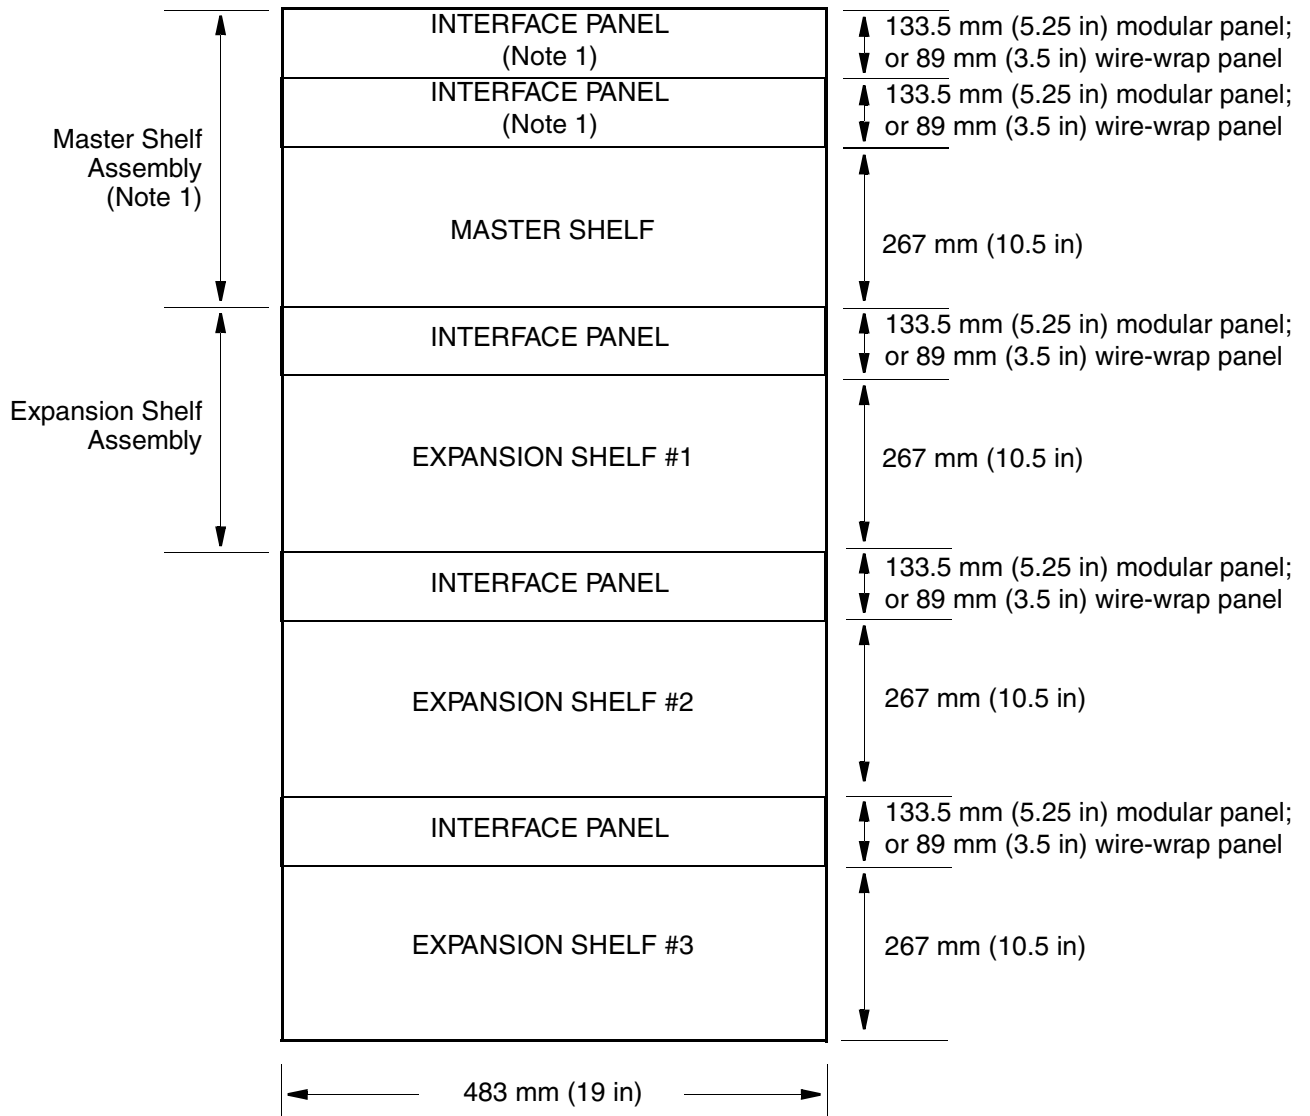 INTERFACE PANEL
(Note 1)
133.5 mm (5.25 in) modular panel;
or 89 mm (3.5 in) wire-wrap panel
INTERFACE PANEL
(Note 1)
133.5 mm (5.25 in) modular panel;
or 89 mm (3.5 in) wire-wrap panel
Master Shelf
Assembly
(Note 1)
MASTER SHELF
267 mm (10.5 in)
INTERFACE PANEL
133.5 mm (5.25 in) modular panel;
or 89 mm (3.5 in) wire-wrap panel
Expansion Shelf
Assembly
EXPANSION SHELF #1
267 mm (10.5 in)
INTERFACE PANEL
133.5 mm (5.25 in) modular panel;
or 89 mm (3.5 in) wire-wrap panel
EXPANSION SHELF #2
267 mm (10.5 in)
INTERFACE PANEL
133.5 mm (5.25 in) modular panel;
or 89 mm (3.5 in) wire-wrap panel
EXPANSION SHELF #3
267 mm (10.5 in)
483 mm (19 in)